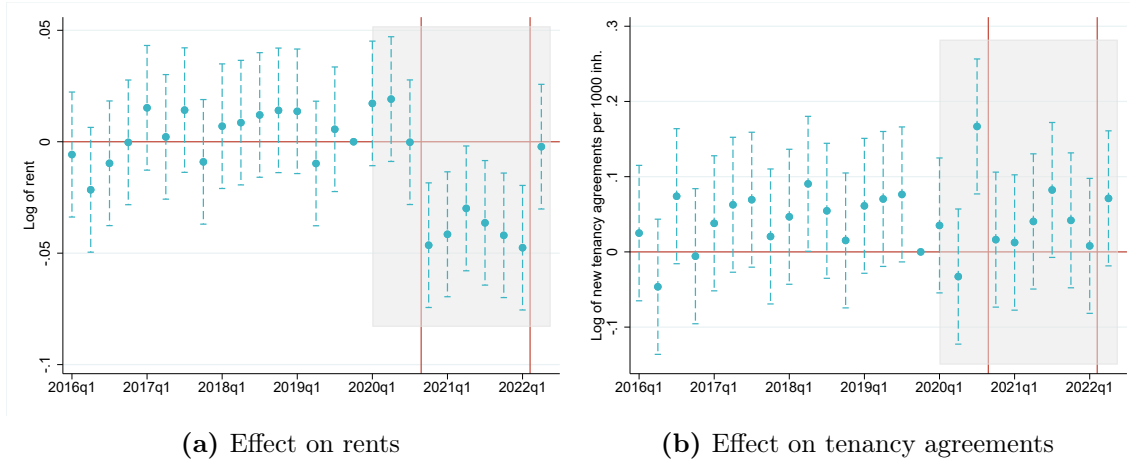 Log of rent
.05
0
-.05
-.1
2016q1 2017q1 2018q1 2019q1 2020q1 2021q1 2022q1
(a) Effect on rents
Log of new tenancy agreements per 1000 inh.
.3
.2
.1
0
-.1
2016q1 2017q1 2018q1 2019q1 2020q1 2021q1 2022q1
(b) Effect on tenancy agreements